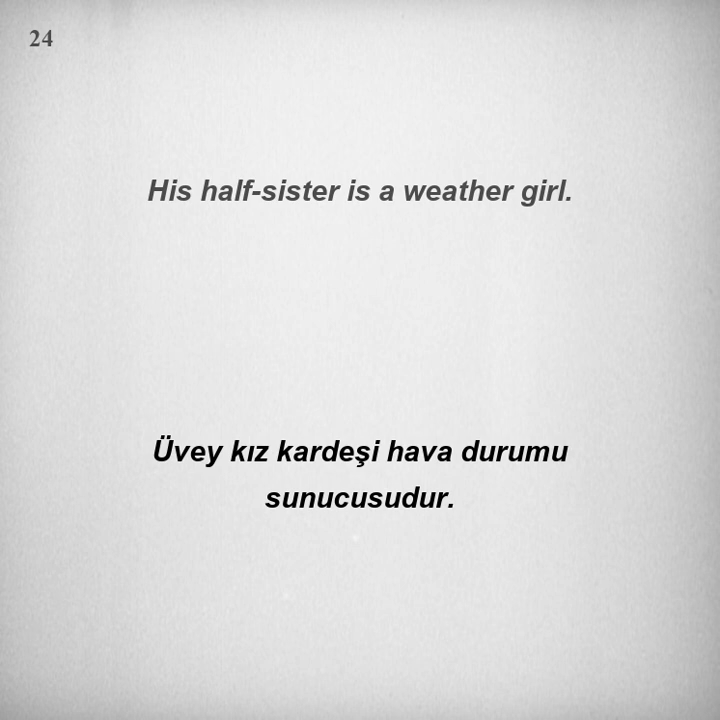 24
His half-sister is a weather girl.
Üvey kız kardeşi hava durumu
sunucusudur.